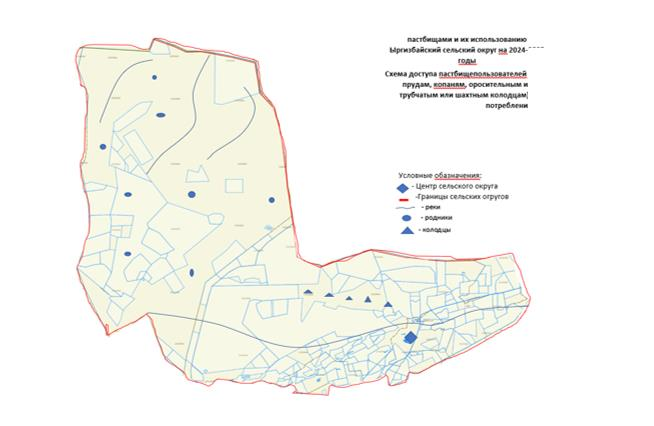 пастбищами и их использованию
Ыргизбайский сельский округ на 2024-
годы
Схема доступа пастбищепользователей
прудам, копаням, оросительным и
трубчатым или шахтным колодцам
потреблени
Условные обазначения:
- Центр сельского округа
-Границы сельских огругов
- реки
- родники
- колодцы